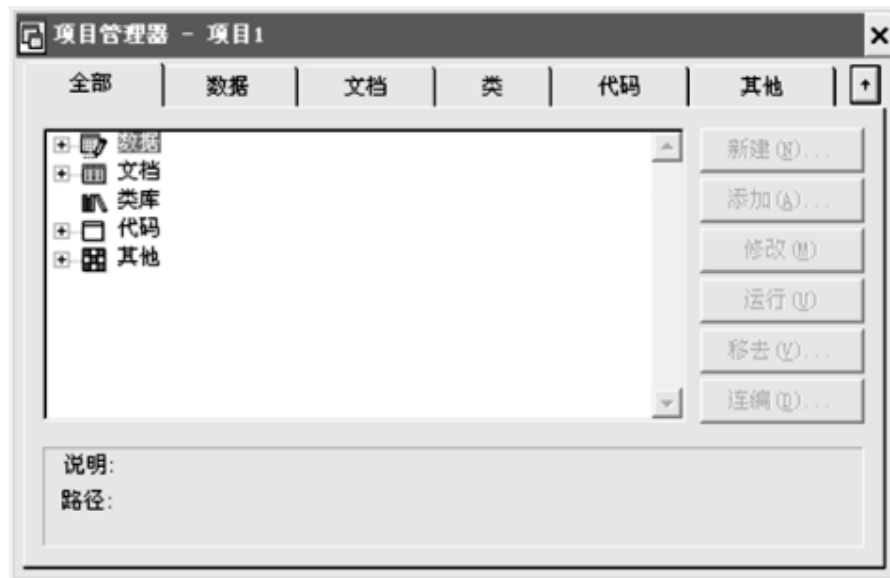 项目管理器 - 项目1
全部 数据 文档 类 代码 其他
数据
文档
类库
代码
其他
新建(N)...
添加(A)...
修改(M)
运行(U)
移去(V)...
连编(D)...
说明:
路径: